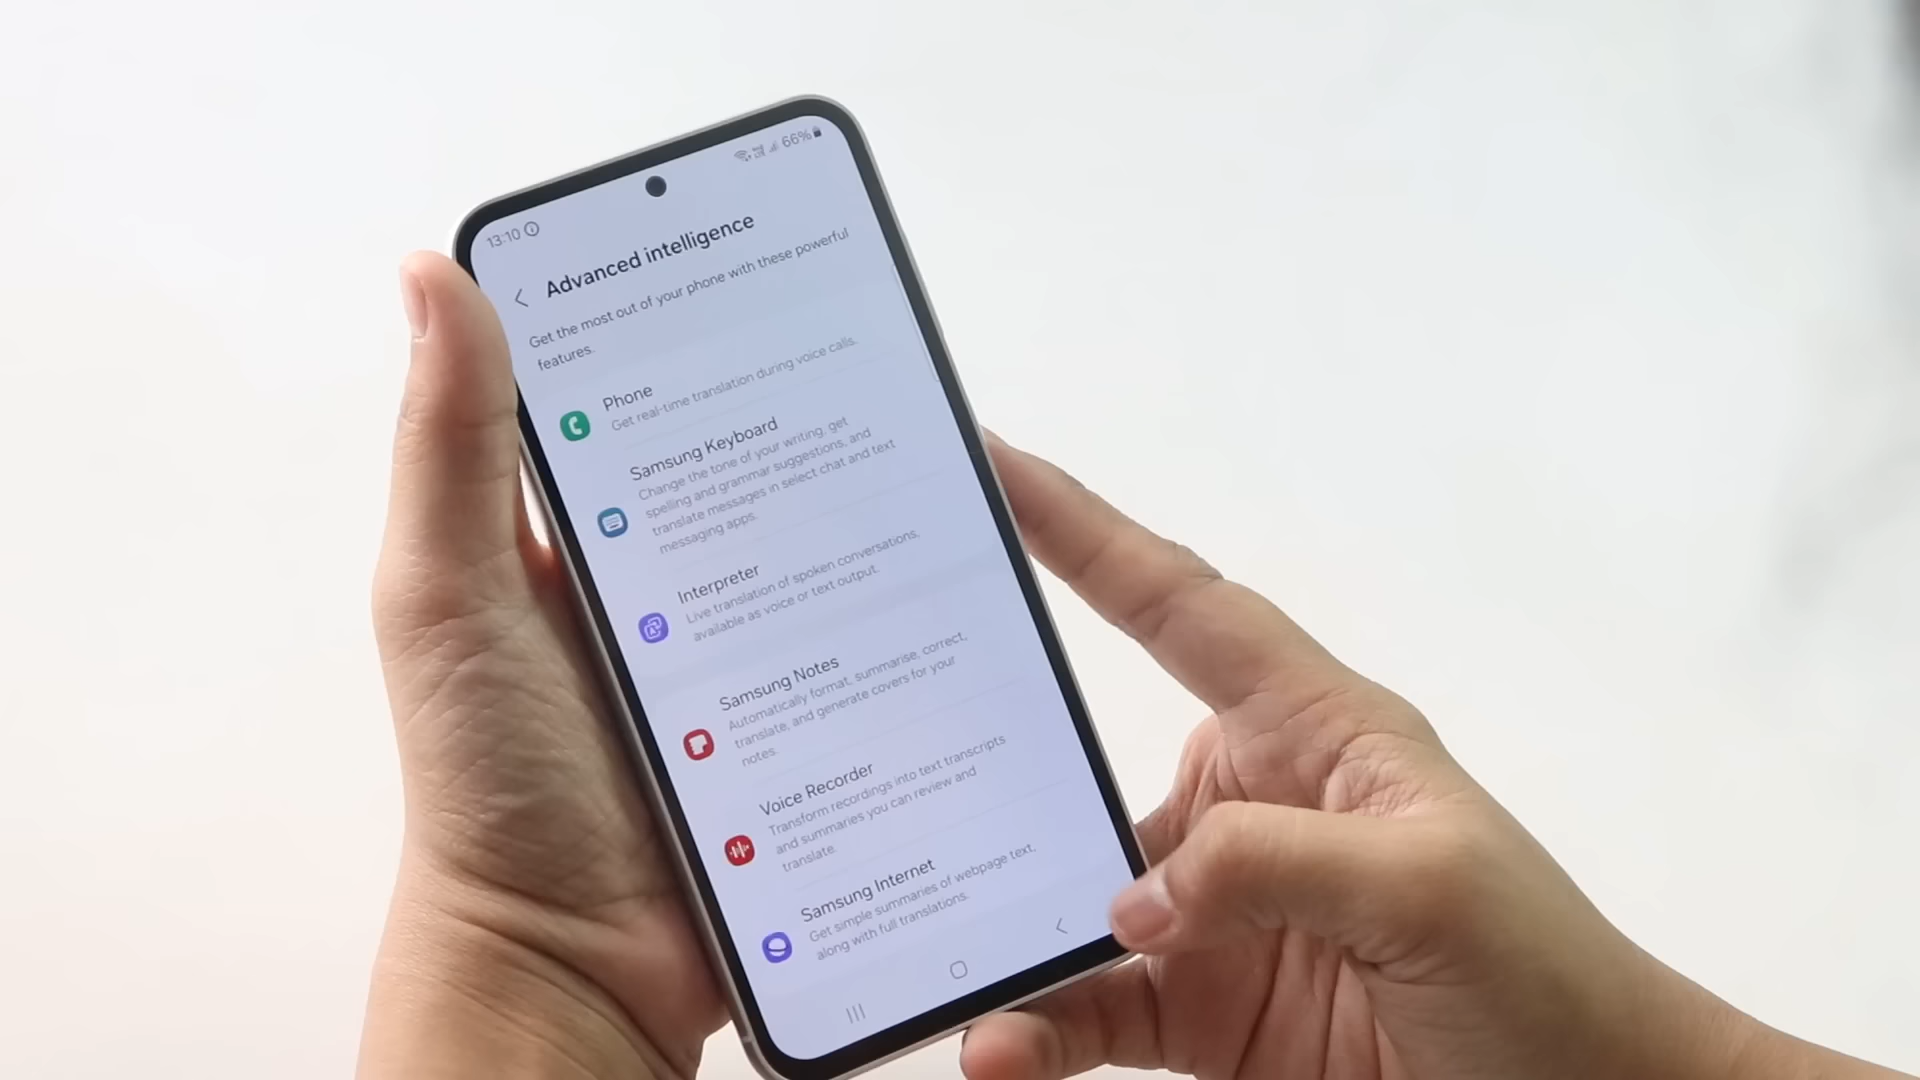 13:10
66%
Advanced intelligence
Get the most out of your phone with these powerful
features.
Phone
Get real-time translation during voice calls.
Samsung Keyboard
Change the tone of your writing, get
spelling and grammar suggestions, and
translate messages in select chat and text
messaging apps.
Interpreter
Live translation of spoken conversations,
available as voice or text output.
Samsung Notes
Automatically format, summarise, correct,
translate, and generate covers for your
notes.
Voice Recorder
Transform recordings into text transcripts
and summaries you can review and
translate.
Samsung Internet
Get simple summaries of webpage text,
along with full translations.